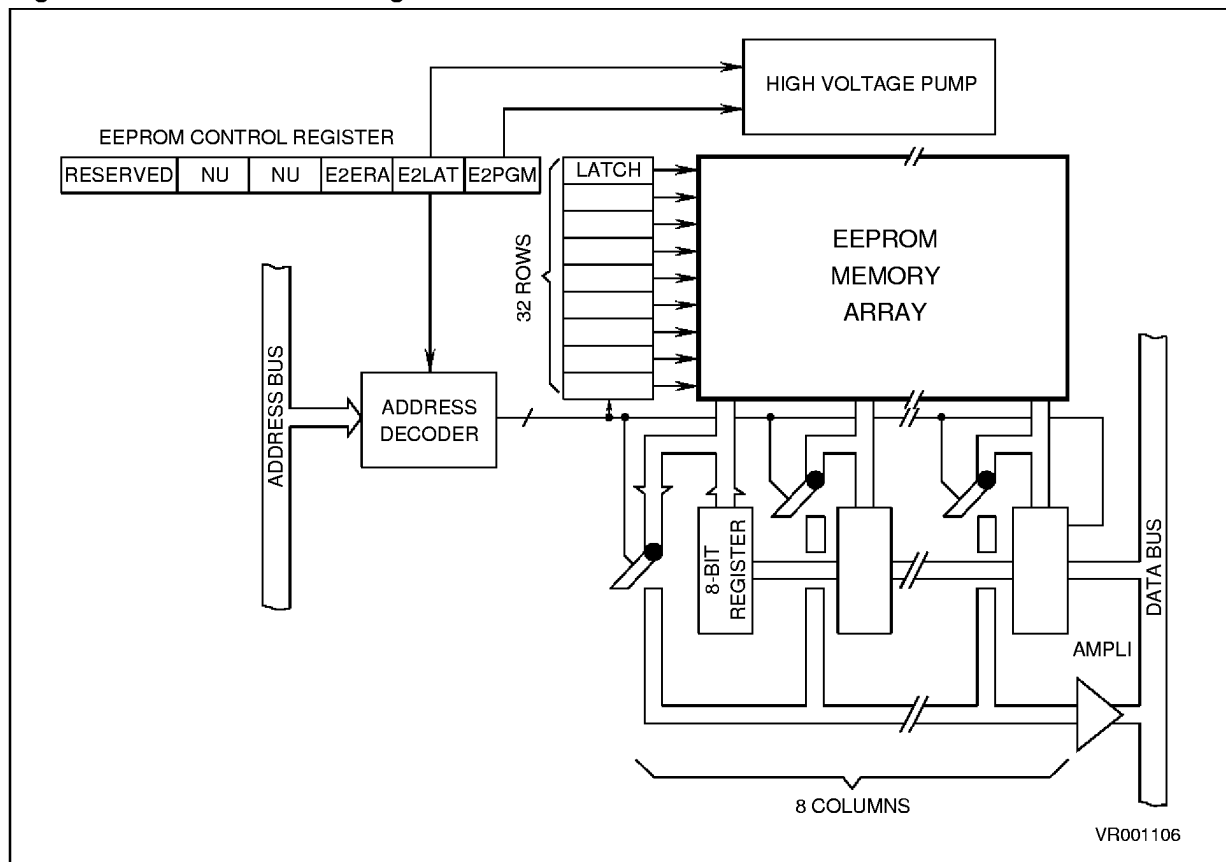 HIGH VOLTAGE PUMP
EEPROM CONTROL REGISTER
RESERVED NU NU E2ERA E2LAT E2PGM
LATCH
32 ROWS
EEPROM
MEMORY
ARRAY
ADDRESS BUS
ADDRESS
DECODER
8-BIT
REGISTER
DATA BUS
AMPLI
8 COLUMNS
VR001106